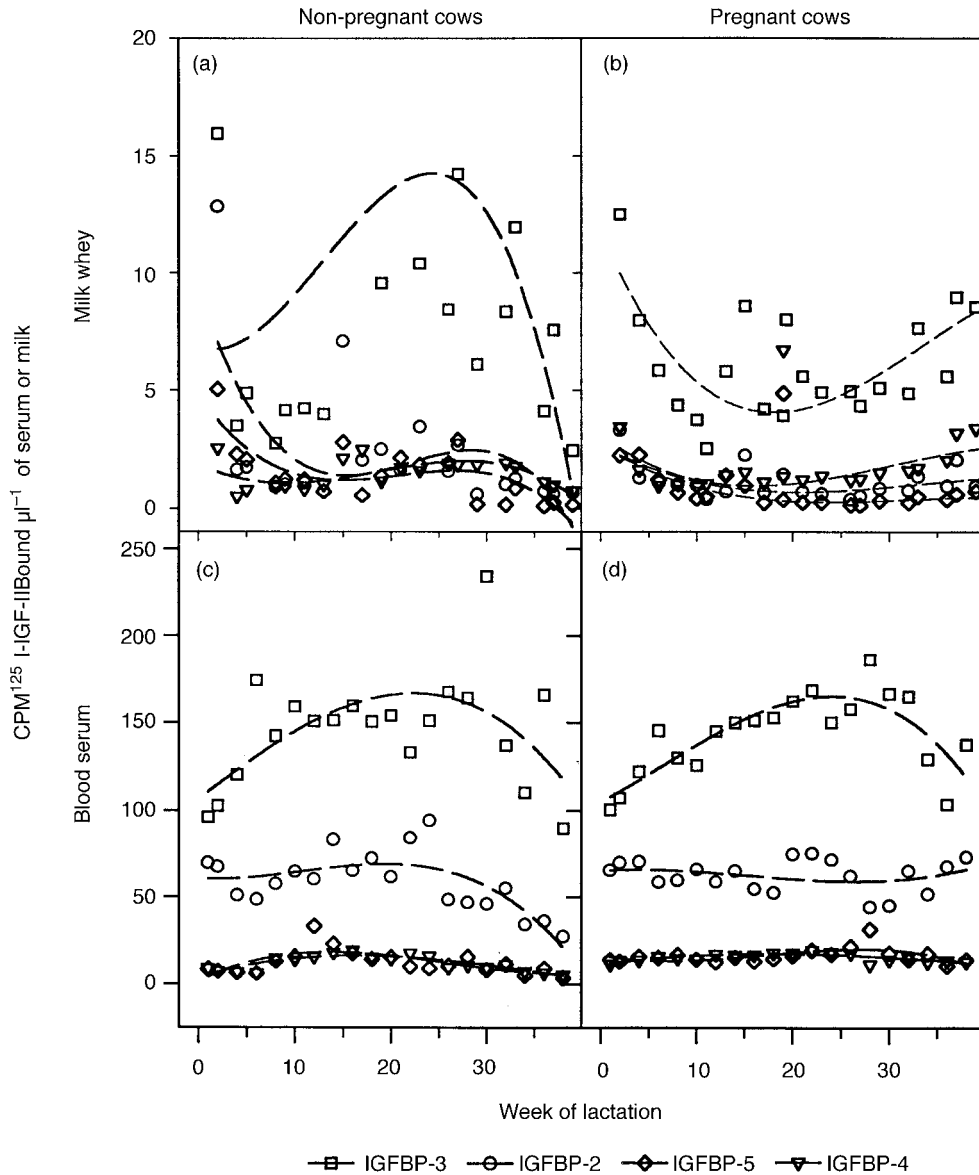 Non-pregnant cows
Pregnant cows
20
(a)
(b)
15
10
5
0
Milk whey
CPM¹²⁵ I-IGF-IIBound µl⁻¹ of serum or milk
250
(c)
(d)
200
150
100
50
0
Blood serum
0 10 20 30 0 10 20 30
Week of lactation
IGFBP-3 IGFBP-2 IGFBP-5 IGFBP-4